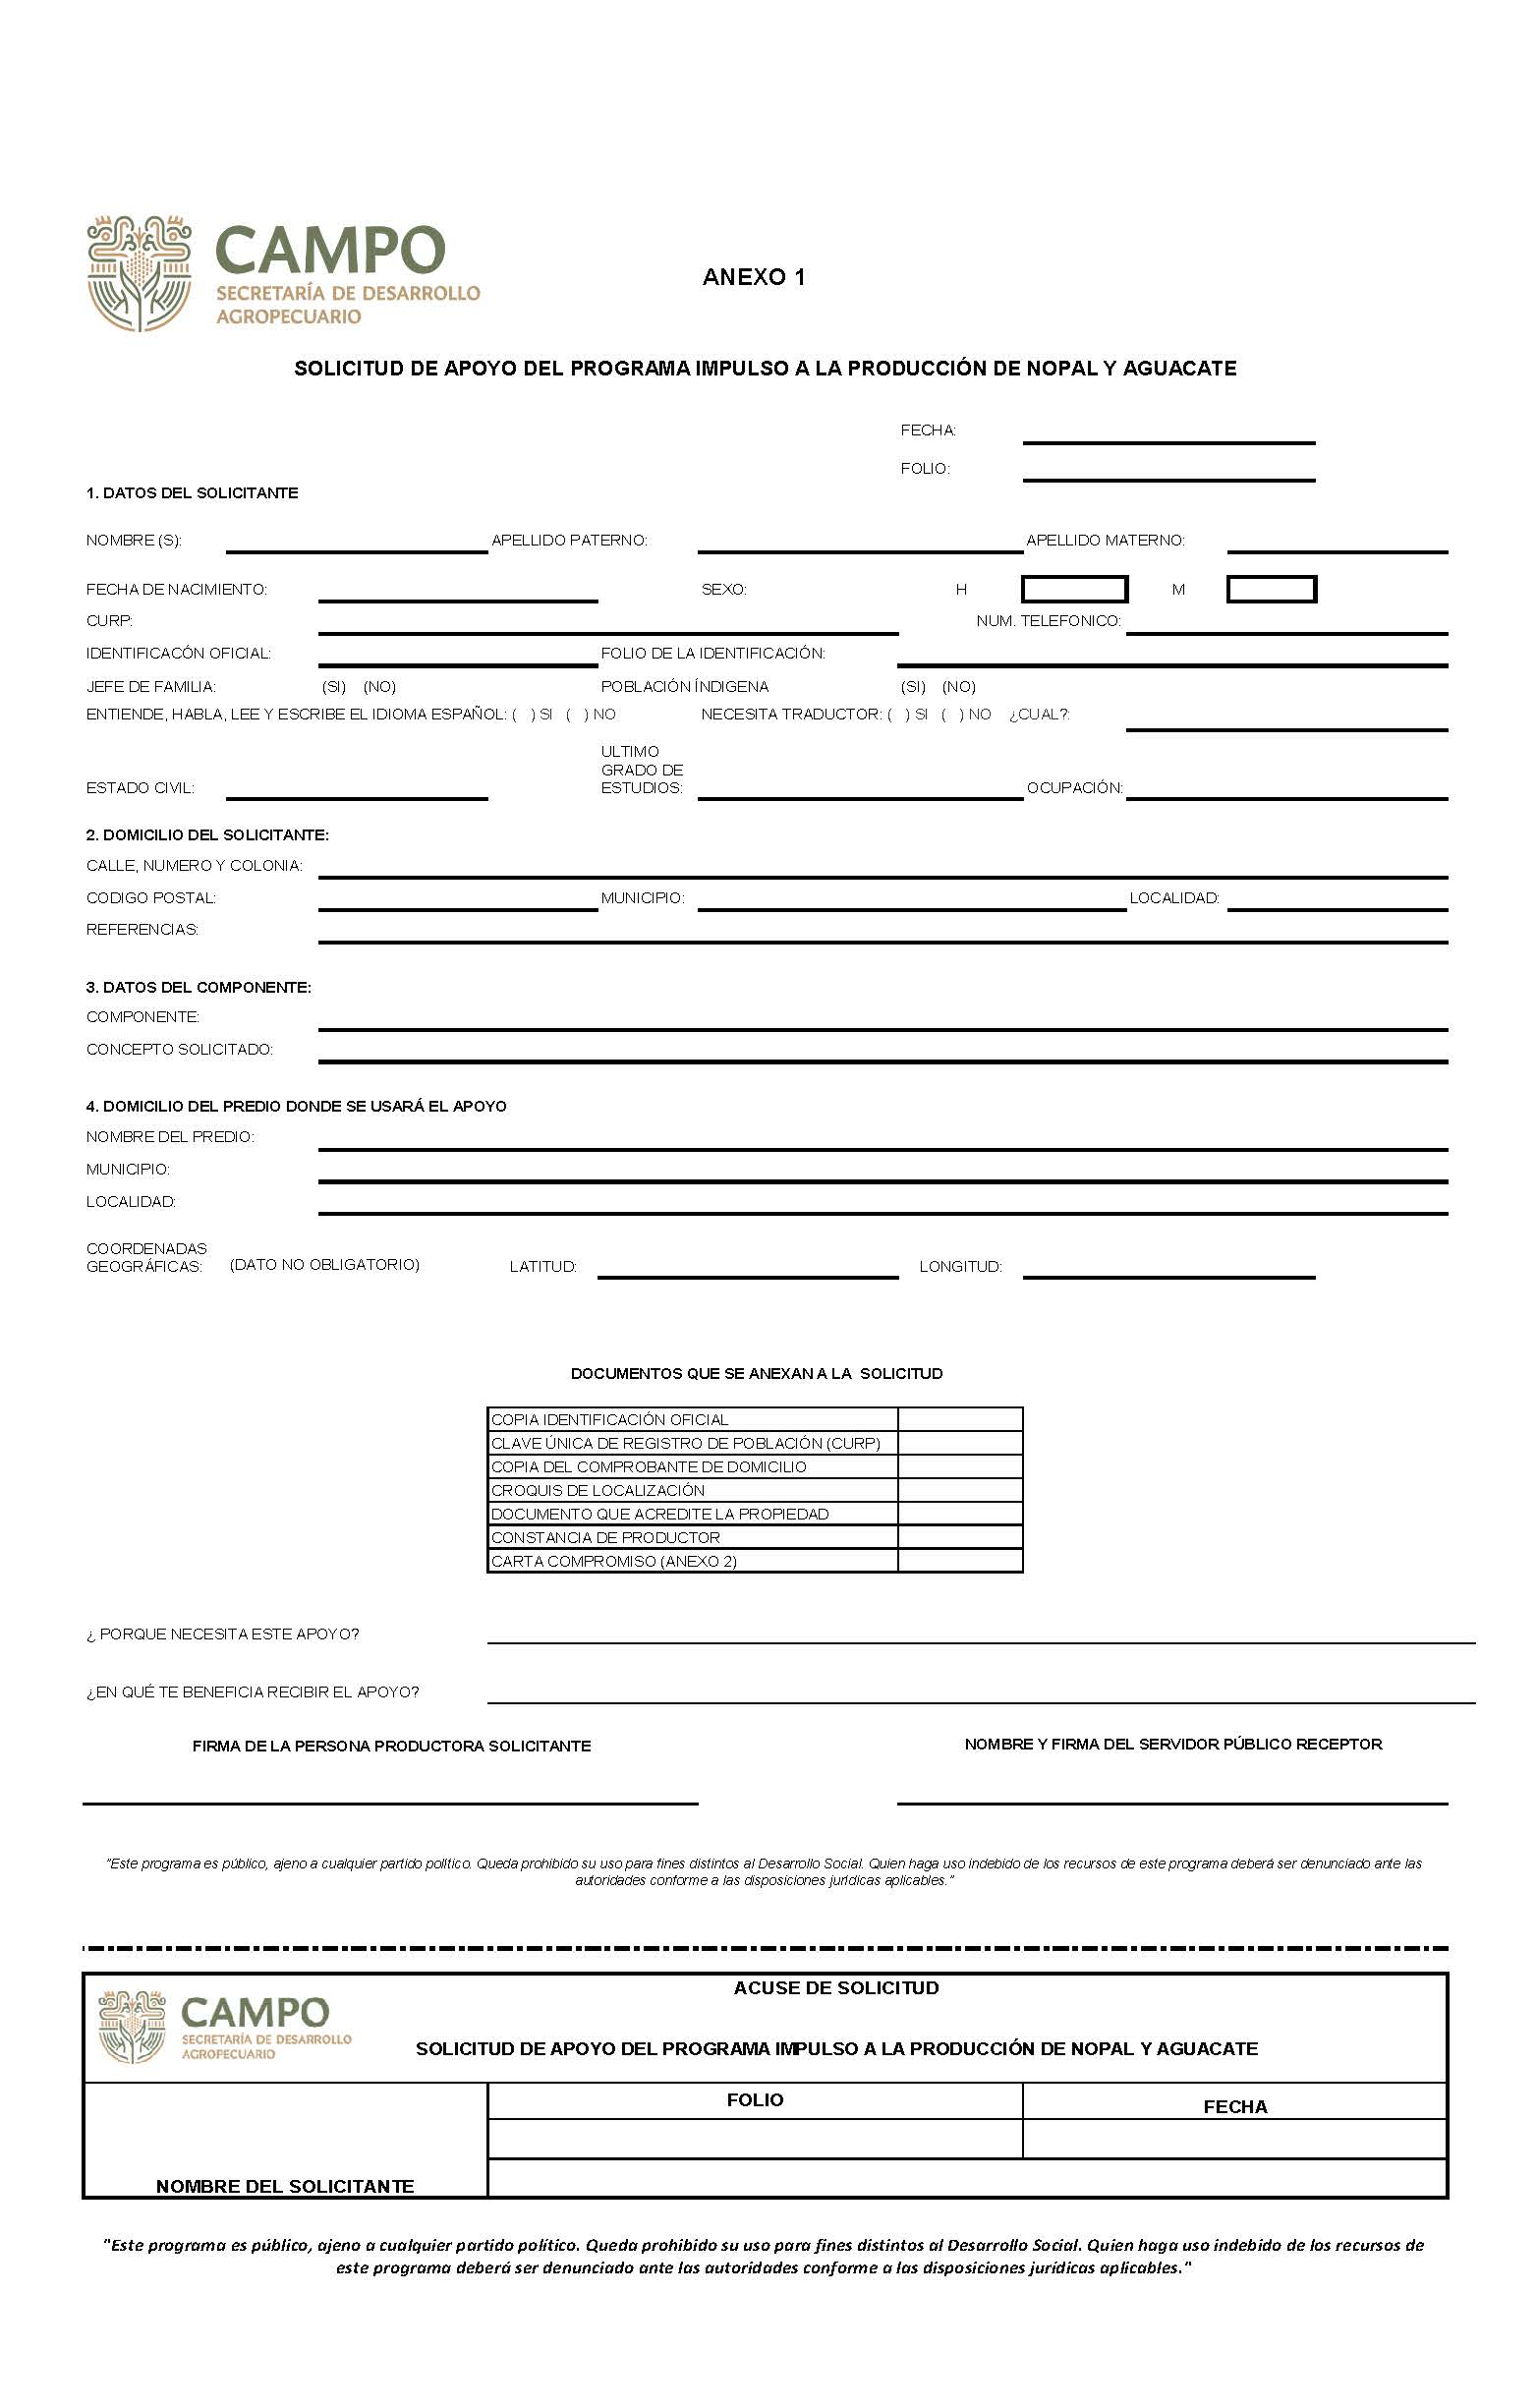 CAMPO
SECRETARÍA DE DESARROLLO
AGROPECUARIO
ANEXO 1
SOLICITUD DE APOYO DEL PROGRAMA IMPULSO A LA PRODUCCIÓN DE NOPAL Y AGUACATE
FECHA:
FOLIO:
1. DATOS DEL SOLICITANTE
NOMBRE (S): APELLIDO PATERNO: APELLIDO MATERNO:
FECHA DE NACIMIENTO: SEXO: H M
CURP: NUM. TELEFONICO:
IDENTIFICACÓN OFICIAL: FOLIO DE LA IDENTIFICACIÓN:
JEFE DE FAMILIA: (SI) (NO) POBLACIÓN ÍNDIGENA (SI) (NO)
ENTIENDE, HABLA, LEE Y ESCRIBE EL IDIOMA ESPAÑOL: ( ) SI ( ) NO NECESITA TRADUCTOR: ( ) SI ( ) NO ¿CUAL?:
ESTADO CIVIL: ULTIMO
GRADO DE
ESTUDIOS: OCUPACIÓN:
2. DOMICILIO DEL SOLICITANTE:
CALLE, NUMERO Y COLONIA:
CODIGO POSTAL: MUNICIPIO: LOCALIDAD:
REFERENCIAS:
3. DATOS DEL COMPONENTE:
COMPONENTE:
CONCEPTO SOLICITADO:
4. DOMICILIO DEL PREDIO DONDE SE USARÁ EL APOYO
NOMBRE DEL PREDIO:
MUNICIPIO:
LOCALIDAD:
COORDENADAS
GEOGRÁFICAS: (DATO NO OBLIGATORIO) LATITUD: LONGITUD:
DOCUMENTOS QUE SE ANEXAN A LA SOLICITUD
COPIA IDENTIFICACIÓN OFICIAL
CLAVE ÚNICA DE REGISTRO DE POBLACIÓN (CURP)
COPIA DEL COMPROBANTE DE DOMICILIO
CROQUIS DE LOCALIZACIÓN
DOCUMENTO QUE ACREDITE LA PROPIEDAD
CONSTANCIA DE PRODUCTOR
CARTA COMPROMISO (ANEXO 2)
¿ PORQUE NECESITA ESTE APOYO?
¿EN QUÉ TE BENEFICIA RECIBIR EL APOYO?
FIRMA DE LA PERSONA PRODUCTORA SOLICITANTE NOMBRE Y FIRMA DEL SERVIDOR PÚBLICO RECEPTOR
"Este programa es público, ajeno a cualquier partido político. Queda prohibido su uso para fines distintos al Desarrollo Social. Quien haga uso indebido de los recursos de este programa deberá ser denunciado ante las
autoridades conforme a las disposiciones jurídicas aplicables."
CAMPO
SECRETARÍA DE DESARROLLO
AGROPECUARIO
ACUSE DE SOLICITUD
SOLICITUD DE APOYO DEL PROGRAMA IMPULSO A LA PRODUCCIÓN DE NOPAL Y AGUACATE
FOLIO FECHA
NOMBRE DEL SOLICITANTE
"Este programa es público, ajeno a cualquier partido político. Queda prohibido su uso para fines distintos al Desarrollo Social. Quien haga uso indebido de los recursos de
este programa deberá ser denunciado ante las autoridades conforme a las disposiciones jurídicas aplicables."